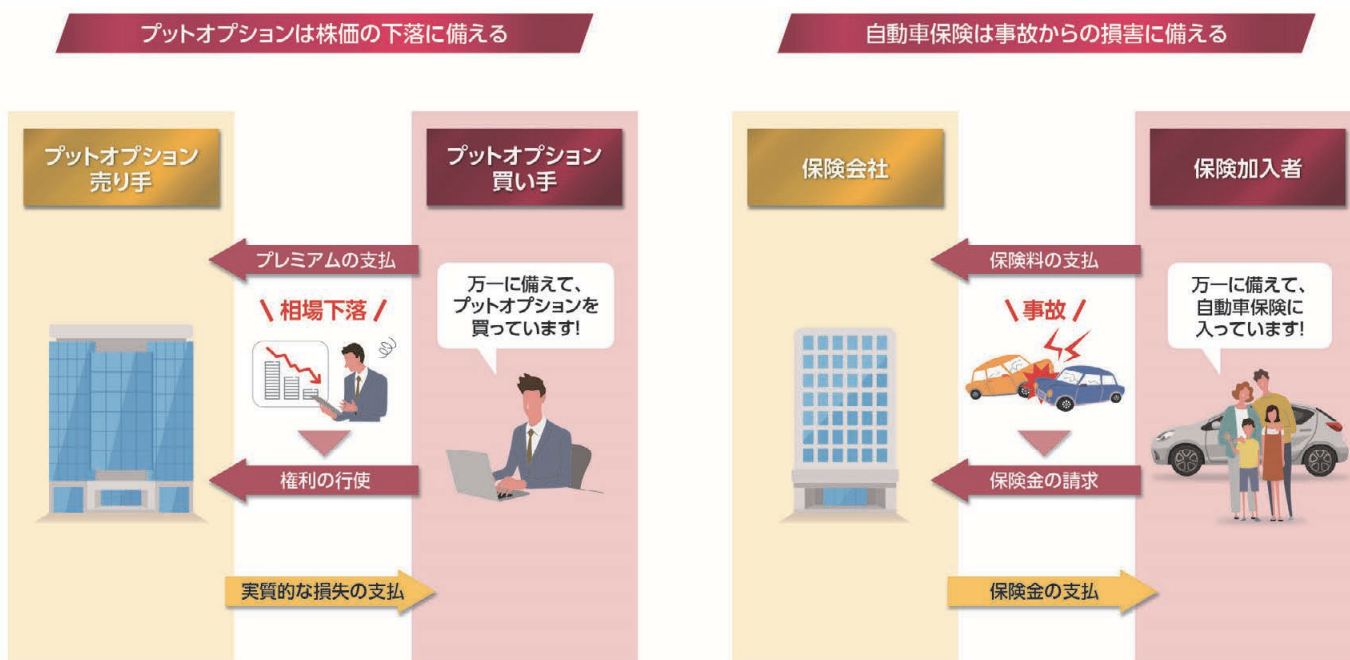 プットオプションは株価の下落に備える
プットオプション
売り手
プットオプション
買い手
プレミアムの支払
相場下落
万一に備えて、
プットオプションを
買っています!
権利の行使
実質的な損失の支払
自動車保険は事故からの損害に備える
保険会社
保険加入者
保険料の支払
事故
万一に備えて、
自動車保険に
入っています!
保険金の請求
保険金の支払